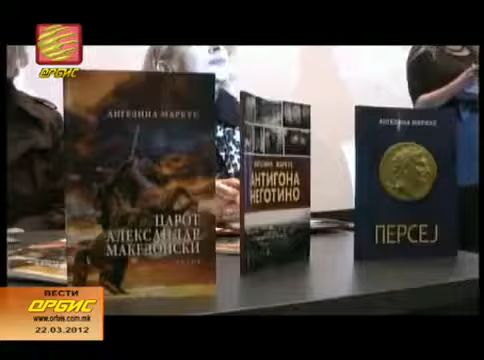 ОРБИС
АНГЕЛИНА МАРКУС
ЦАРОТ
АЛЕКСАНДАР
МАКЕДОНСКИ
АНГЕЛИНА МАРКУС
АНТИГОНА
НЕГОТИНО
АНГЕЛИНА МАРКУС
ПЕРСЕЈ
ВЕСТИ
ОРБИС
www.orbis.com.mk
22.03.2012